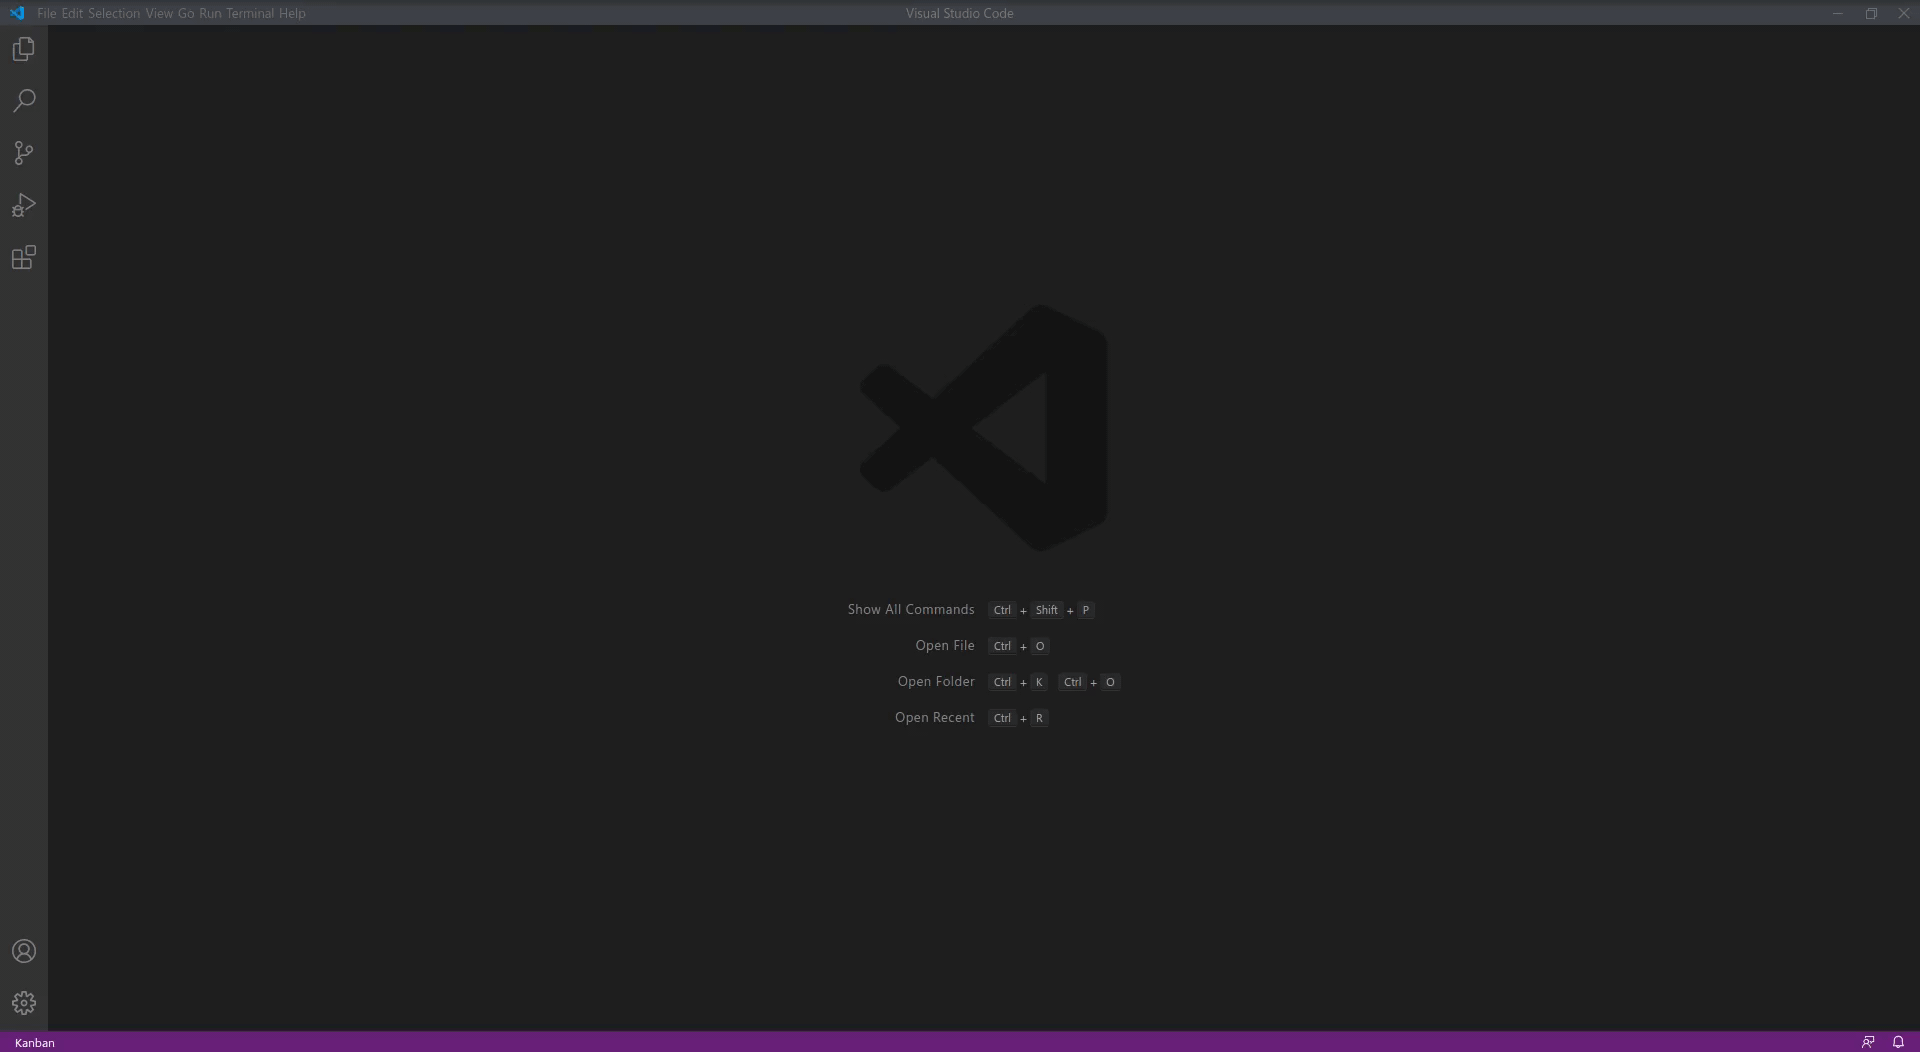 File Edit Selection View Go Run Terminal Help
Visual Studio Code
Show All Commands Ctrl + Shift + P
Open File Ctrl + O
Open Folder Ctrl + K Ctrl + O
Open Recent Ctrl + R
Kanban